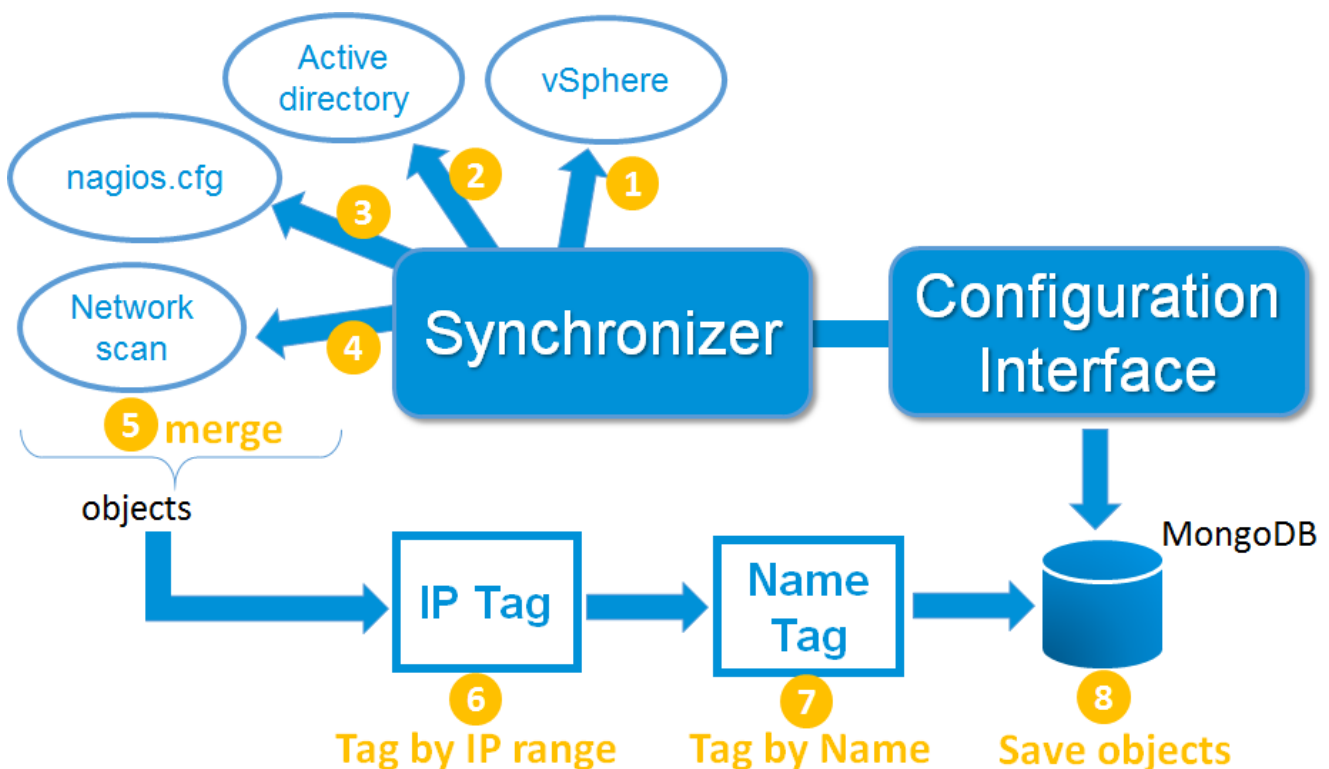 Active
directory
vSphere
nagios.cfg
2
1
3
Network
scan
4
Synchronizer
Configuration
Interface
5 merge
objects
MongoDB
IP Tag
Name
Tag
6
7
8
Tag by IP range
Tag by Name
Save objects